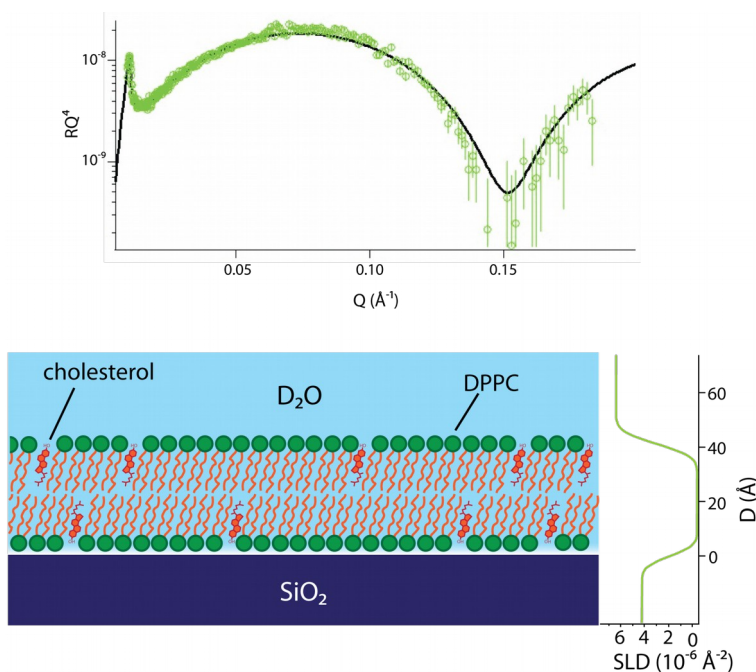 10⁻⁸
RQ⁴
10⁻⁹
0.05 0.10 0.15
Q (Å⁻¹)
cholesterol
D₂O
DPPC
60
40
20
0
D (Å)
SiO₂
6 4 2 0
SLD (10⁻⁶ Å⁻²)